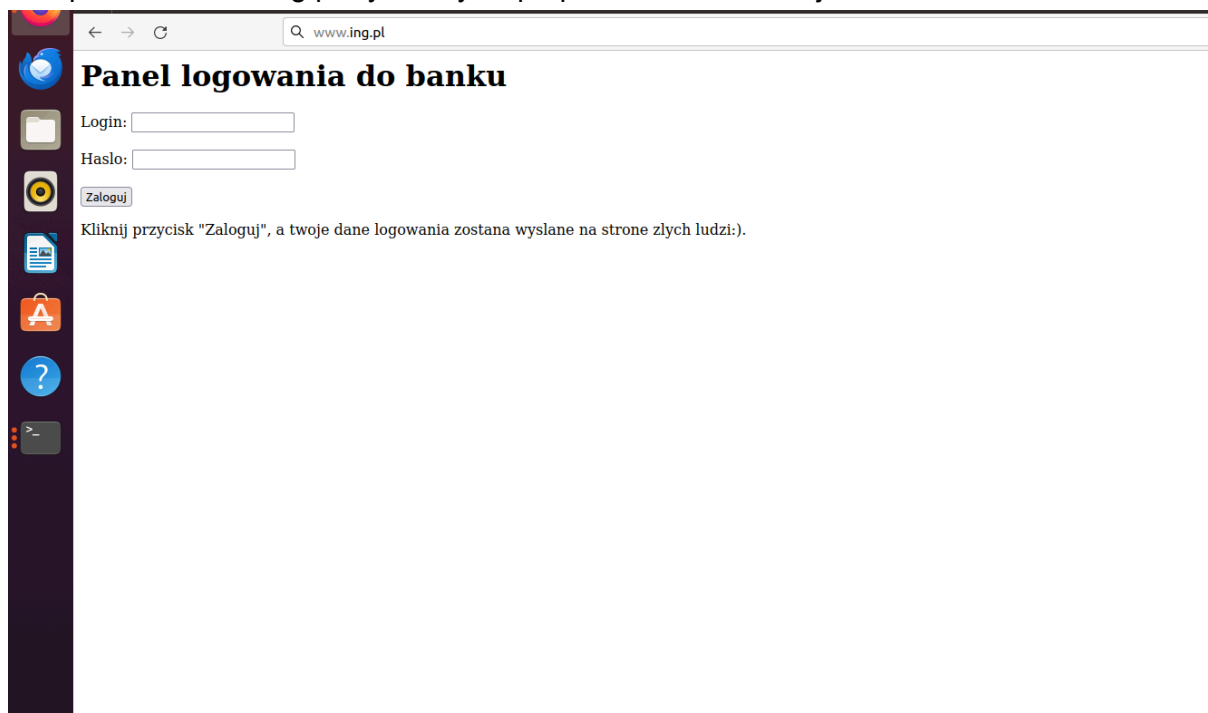 www.ing.pl
Panel logowania do banku
Login:
Haslo:
Zaloguj
Kliknij przycisk "Zaloguj", a twoje dane logowania zostana wyslane na strone zlych ludzi:).